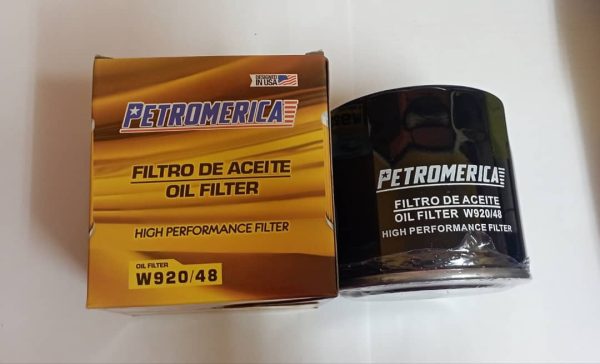 DESIGNED
IN USA
PETROMERICA
FILTRO DE ACEITE
OIL FILTER
HIGH PERFORMANCE FILTER
OIL FILTER
W920/48
PETROMERICA
FILTRO DE ACEITE
OIL FILTER W920/48
HIGH PERFORMANCE FILTER